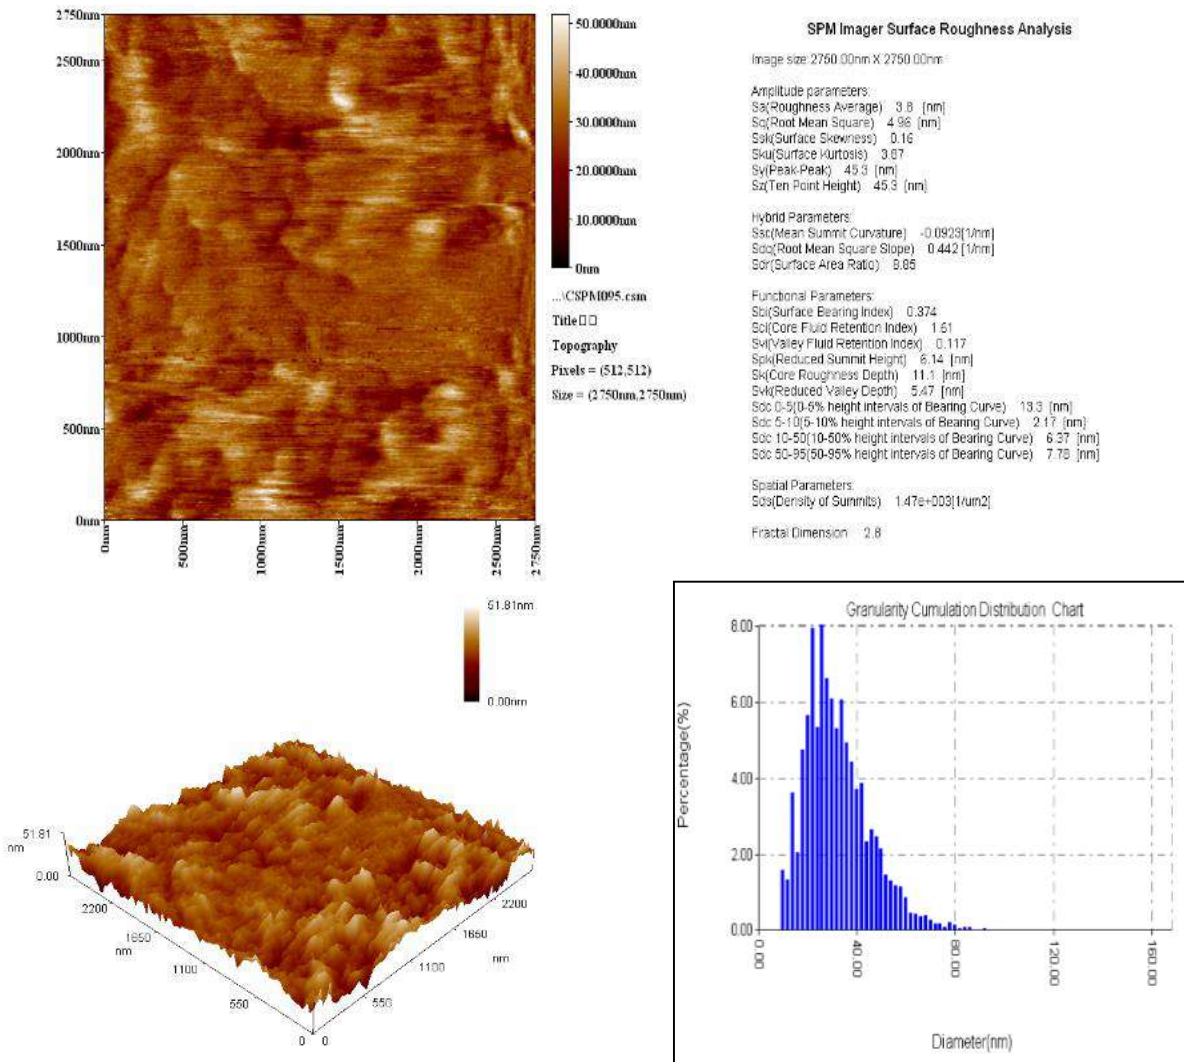 2750nm
2500nm
2000nm
1500nm
1000nm
500nm
0nm
0nm
500nm
1000nm
1500nm
2000nm
2500nm
2750nm
50.0000nm
40.0000nm
30.0000nm
20.0000nm
10.0000nm
0nm
...\CSPM095.csm
Title□□
Topography
Pixels = (512,512)
Size = (2750nm,2750nm)
SPM Imager Surface Roughness Analysis
Image size: 2750.00nm X 2750.00nm
Amplitude parameters:
Sa(Roughness Average) 3.8 [nm]
Sq(Root Mean Square) 4.96 [nm]
Ssk(Surface Skewness) 0.16
Sku(Surface Kurtosis) 3.87
Sy(Peak-Peak) 45.3 [nm]
Sz(Ten Point Height) 45.3 [nm]
Hybrid Parameters:
Ssc(Mean Summit Curvature) -0.0923[1/nm]
Sdq(Root Mean Square Slope) 0.442[1/nm]
Sdr(Surface Area Ratio) 8.85
Functional Parameters:
Sbi(Surface Bearing Index) 0.374
Sci(Core Fluid Retention Index) 1.61
Svi(Valley Fluid Retention Index) 0.117
Spk(Reduced Summit Height) 6.14 [nm]
Sk(Core Roughness Depth) 11.1 [nm]
Svk(Reduced Valley Depth) 5.47 [nm]
Sdc 0-5(0-5% height intervals of Bearing Curve) 13.3 [nm]
Sdc 5-10(5-10% height intervals of Bearing Curve) 2.17 [nm]
Sdc 10-50(10-50% height intervals of Bearing Curve) 6.37 [nm]
Sdc 50-95(50-95% height intervals of Bearing Curve) 7.78 [nm]
Spatial Parameters:
Sds(Density of Summits) 1.47e+003[1/um2]
Fractal Dimension 2.8
51.81nm
0.00nm
51.81
nm
0.00
2200
1650
nm
1100
550
0
0
550
1100
nm
1650
2200
Granularity Cumulation Distribution Chart
Percentage(%)
8.00
6.00
4.00
2.00
0.00
0.00
40.00
80.00
120.00
160.00
Diameter(nm)